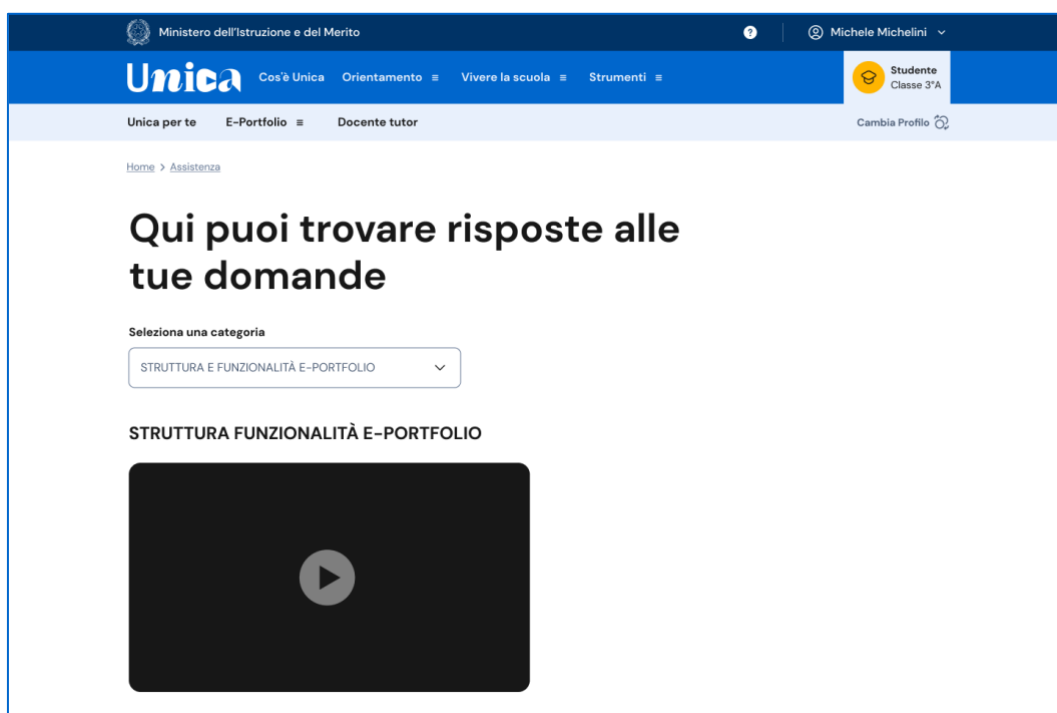 Ministero dell'Istruzione e del Merito ? Michele Michelini
Unica Cos'è Unica Orientamento Vivere la scuola Strumenti Studente
Classe 3ªA
Unica per te E-Portfolio Docente tutor Cambia Profilo
Home > Assistenza
Qui puoi trovare risposte alle
tue domande
Seleziona una categoria
STRUTTURA E FUNZIONALITÀ E-PORTFOLIO
STRUTTURA FUNZIONALITÀ E-PORTFOLIO